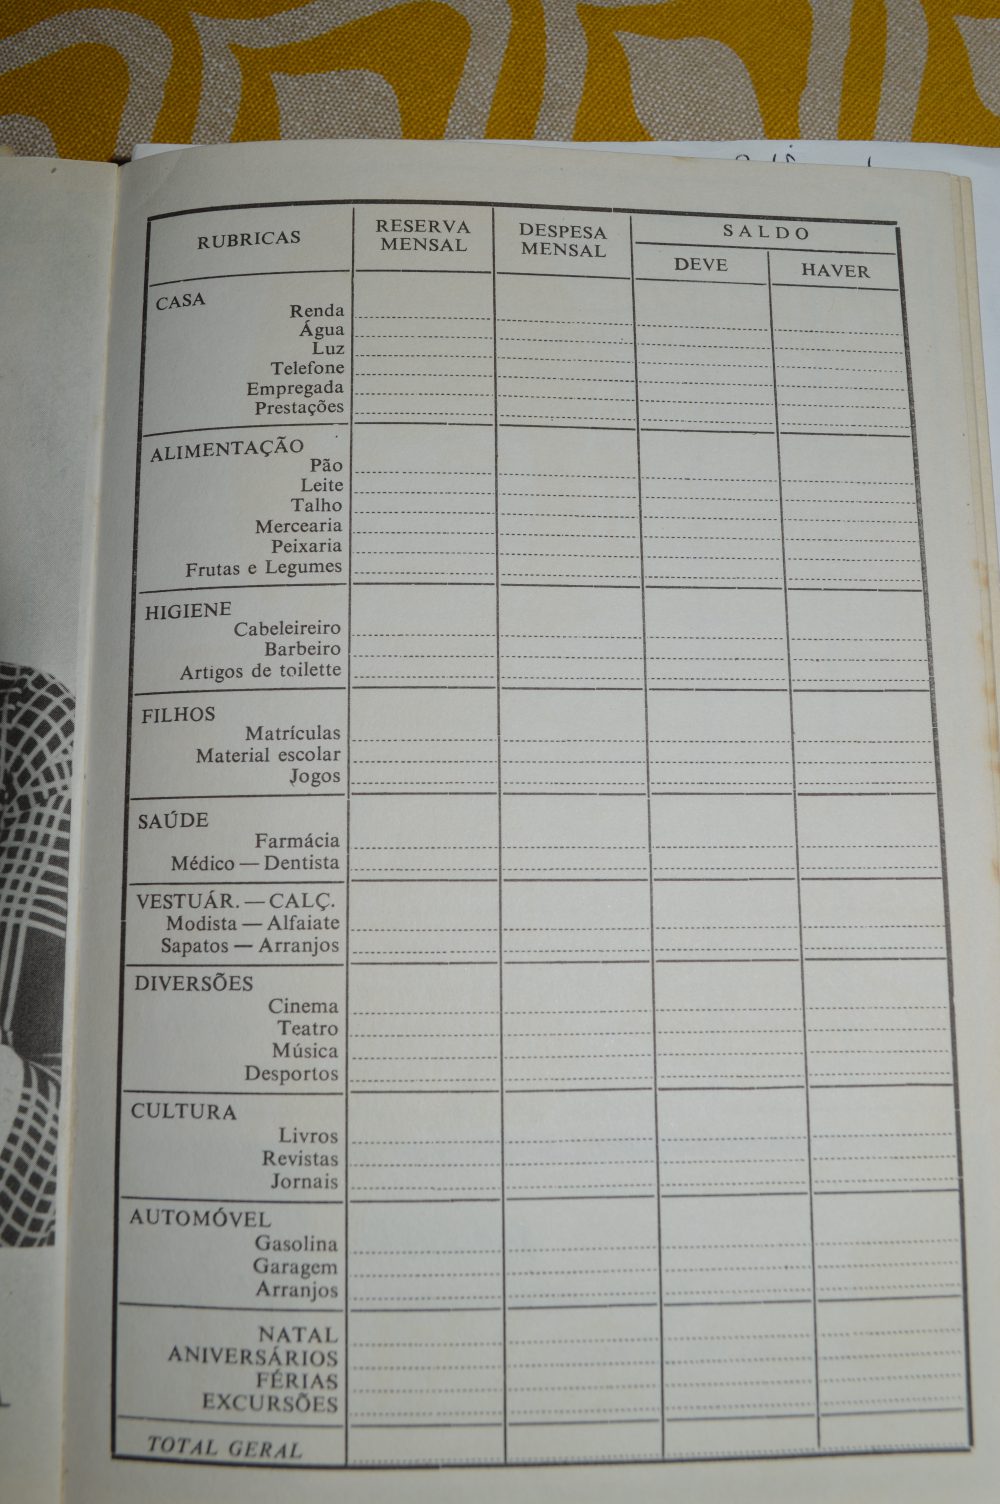 RUBRICAS
RESERVA
MENSAL
DESPESA
MENSAL
SALDO
DEVE
HAVER
CASA
Renda
Água
Luz
Telefone
Empregada
Prestações
ALIMENTAÇÃO
Pão
Leite
Talho
Mercearia
Peixaria
Frutas e Legumes
HIGIENE
Cabeleireiro
Barbeiro
Artigos de toilette
FILHOS
Matrículas
Material escolar
Jogos
SAÚDE
Farmácia
Médico — Dentista
VESTUÁR. — CALÇ.
Modista — Alfaiate
Sapatos — Arranjos
DIVERSÕES
Cinema
Teatro
Música
Desportos
CULTURA
Livros
Revistas
Jornais
AUTOMÓVEL
Gasolina
Garagem
Arranjos
NATAL
ANIVERSÁRIOS
FÉRIAS
EXCURSÕES
TOTAL GERAL